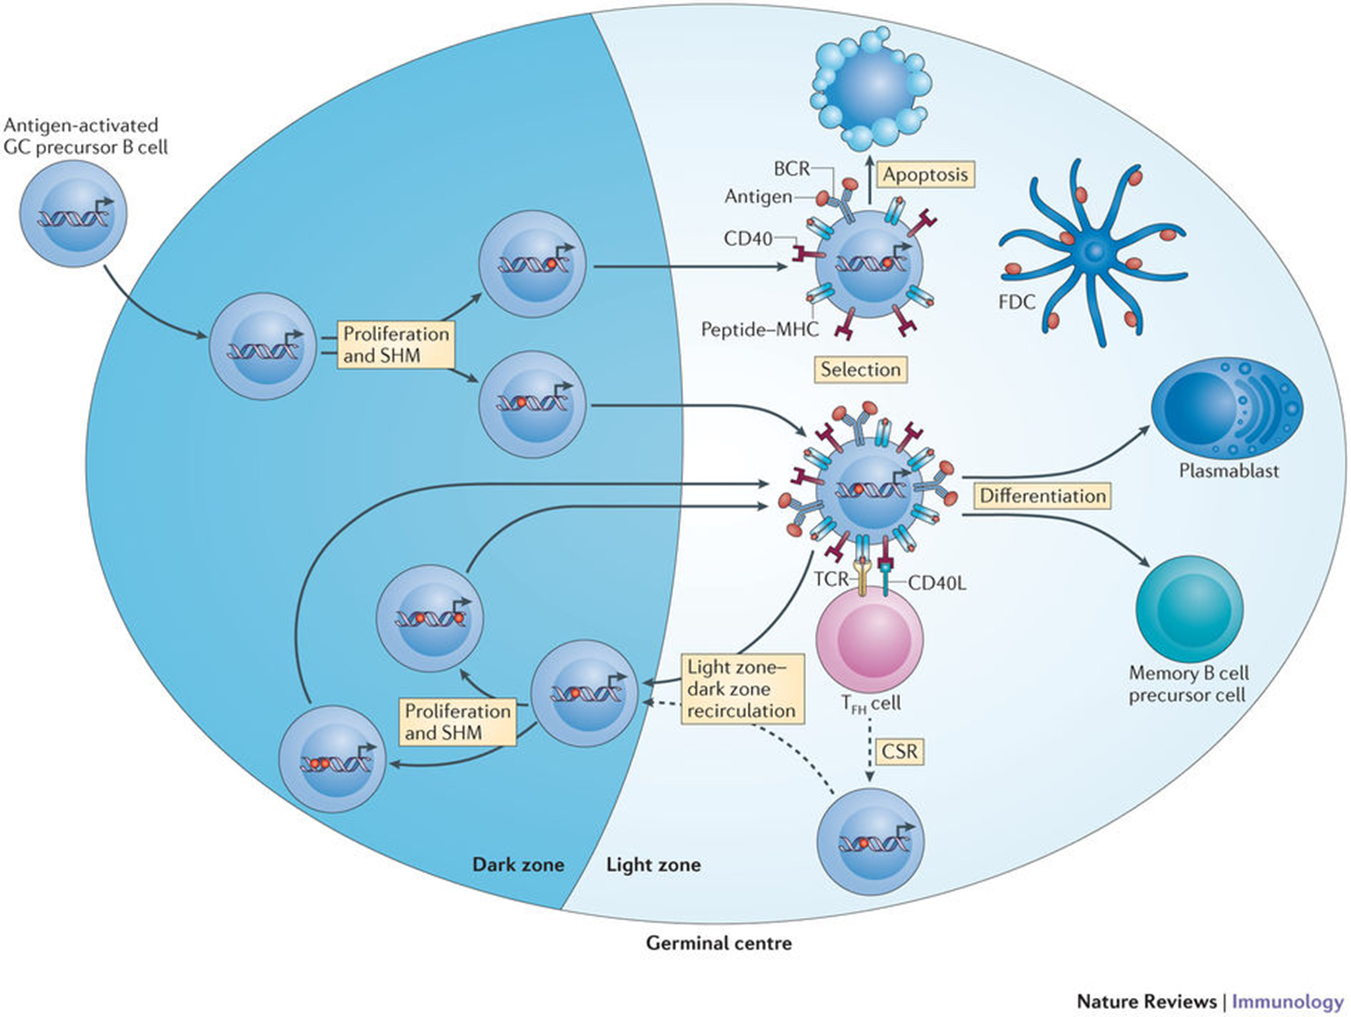 Antigen-activated
GC precursor B cell
Proliferation
and SHM
BCR
Antigen
CD40
Peptide–MHC
Apoptosis
FDC
Selection
Plasmablast
Differentiation
TCR
CD40L
Memory B cell
precursor cell
Light zone–
dark zone
recirculation
TFH cell
Proliferation
and SHM
CSR
Dark zone
Light zone
Germinal centre
Nature Reviews | Immunology